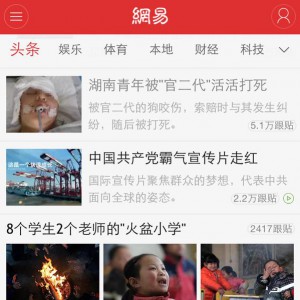 網易
头条 娱乐 体育 本地 财经 科技
湖南青年被"官二代"活活打死
被官二代的狗咬伤，索赔时与其发生纠
纷，随后被打死。
5.1万跟贴
中国共产党霸气宣传片走红
国际宣传片聚焦群众的梦想，代表中共
面向全球的姿态。
2.2万跟贴
8个学生2个老师的"火盆小学"
2417跟贴